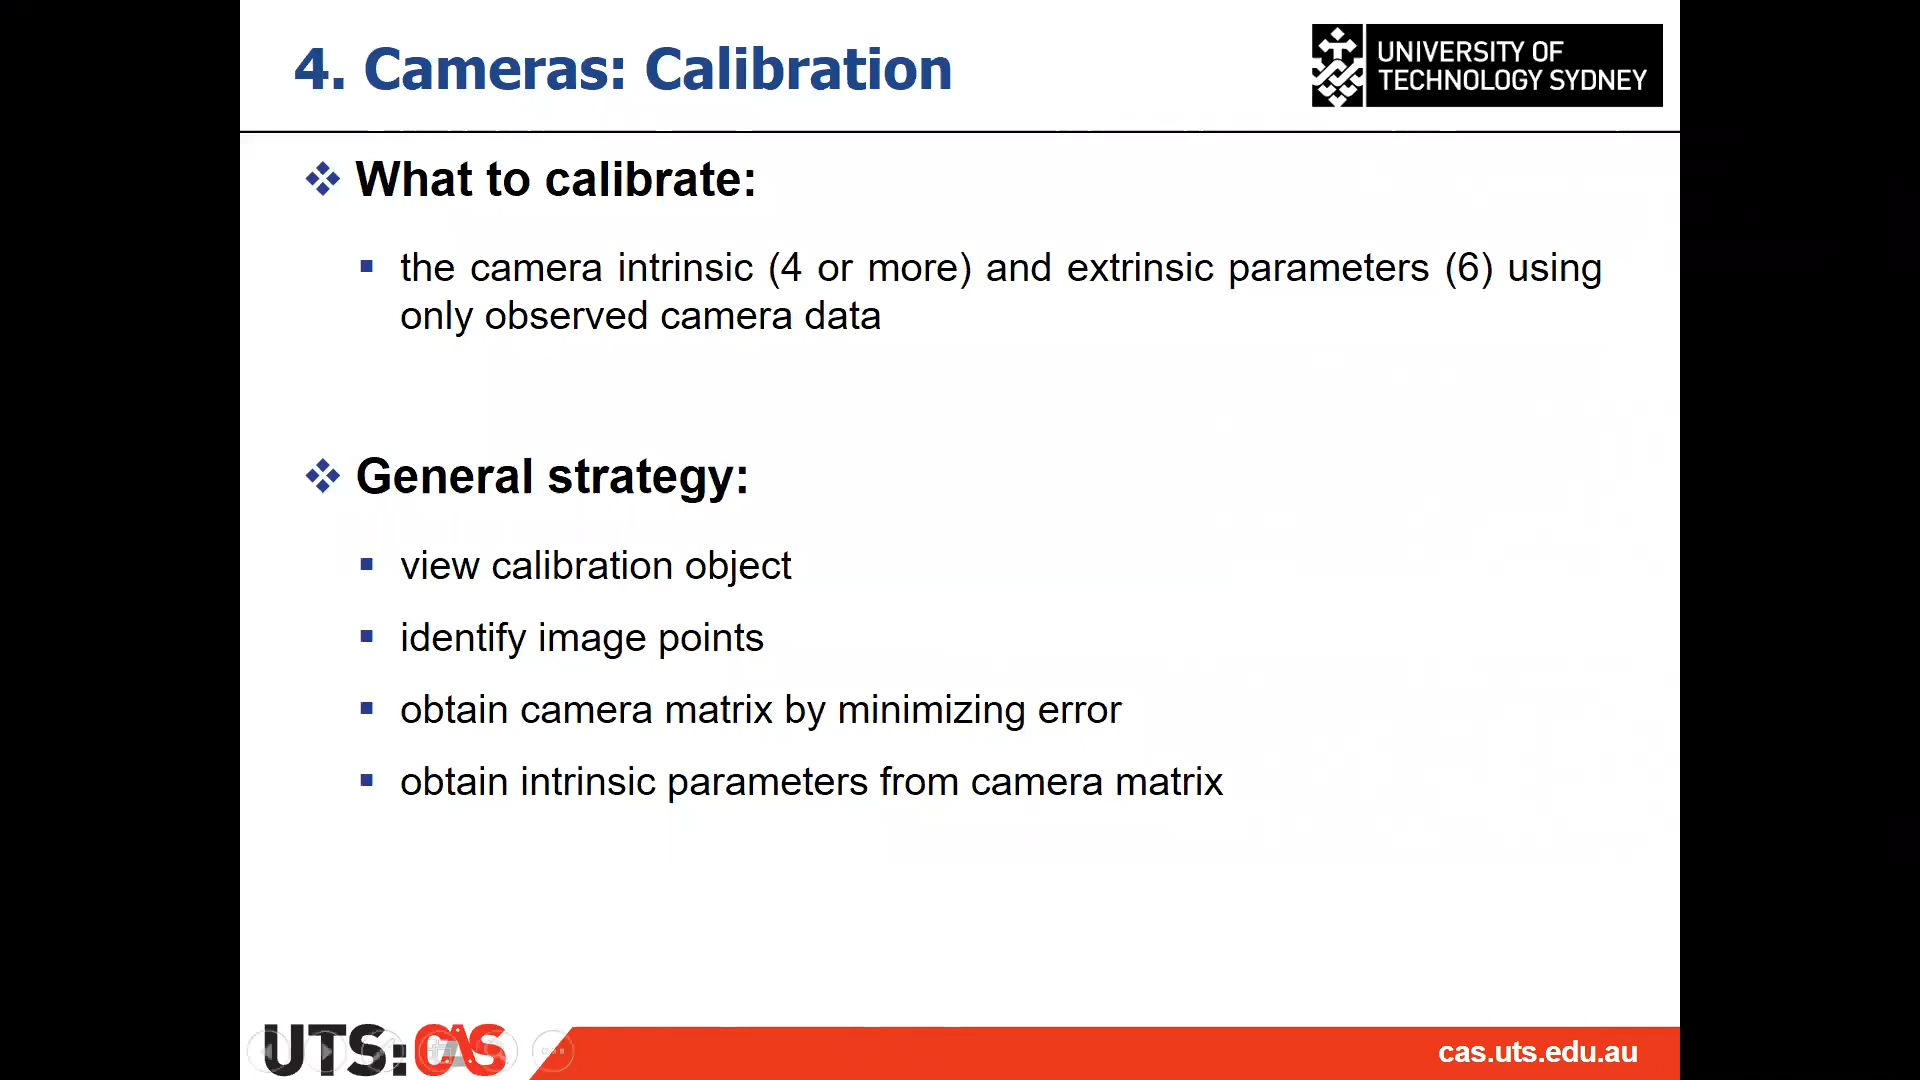 4. Cameras: Calibration
UNIVERSITY OF
TECHNOLOGY SYDNEY
What to calibrate:
the camera intrinsic (4 or more) and extrinsic parameters (6) using
only observed camera data
General strategy:
view calibration object
identify image points
obtain camera matrix by minimizing error
obtain intrinsic parameters from camera matrix
UTS:CAS
cas.uts.edu.au